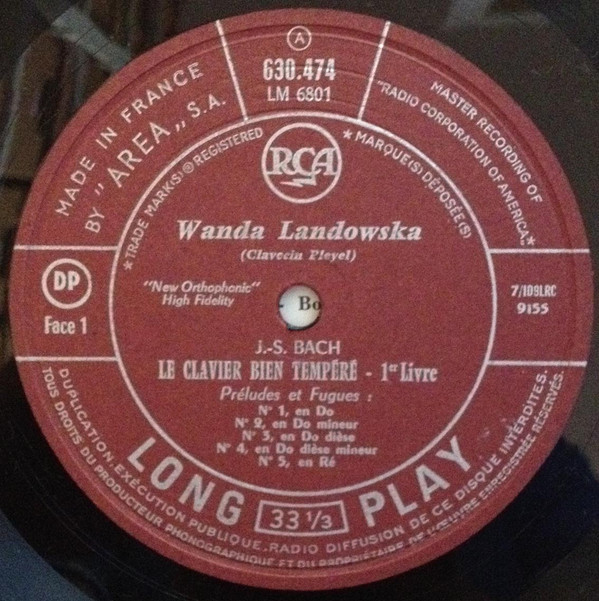 A
630.474
LM 6801
MADE IN FRANCE
BY "AREA" S.A.
MASTER RECORDING OF
"RADIO CORPORATION OF AMERICA"
★ TRADE MARK(S) ® REGISTERED
★ MARQUE(S) DÉPOSÉE(S)
RCA
Wanda Landowska
(Clavecin Pleyel)
DP
Face 1
"New Orthophonic"
High Fidelity
Bo
7/109LRC
9155
J.-S. BACH
LE CLAVIER BIEN TEMPÉRÉ - 1er Livre
Préludes et Fugues :
N° 1, en Do
N° 2, en Do mineur
N° 3, en Do dièse
N° 4, en Do dièse mineur
N° 5, en Ré
LONG PLAY
33 1/3
DUPLICATION.EXÉCUTION PUBLIQUE.RADIO DIFFUSION DE CE DISQUE INTERDITES.
TOUS DROITS DU PRODUCTEUR PHONOGRAPHIQUE ET DU PROPRIÉTAIRE DE L'ŒUVRE ENREGISTRÉE RÉSERVÉS.